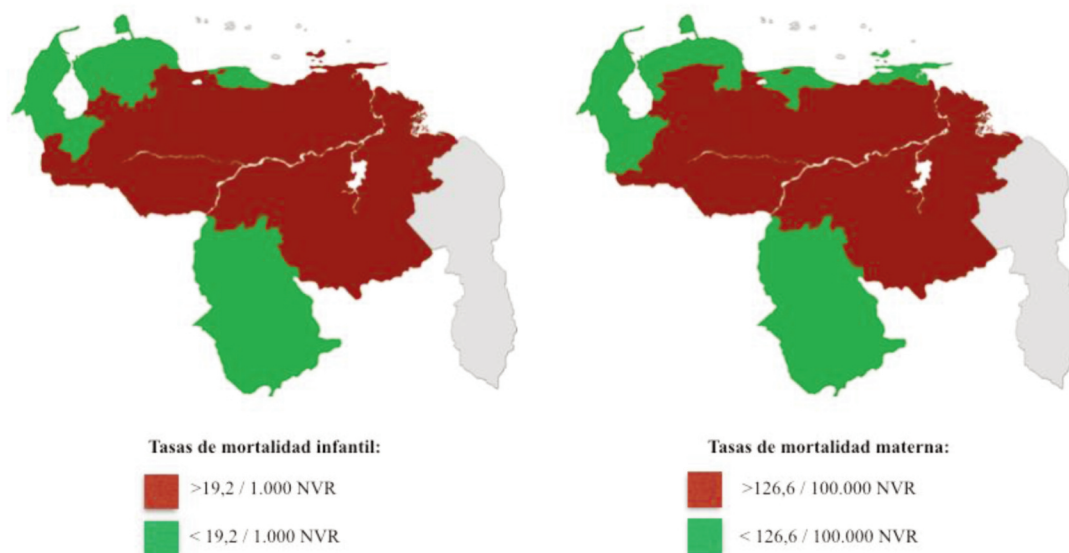 Tasas de mortalidad infantil:
>19,2 / 1.000 NVR
< 19,2 / 1.000 NVR
Tasas de mortalidad materna:
>126,6 / 100.000 NVR
< 126,6 / 100.000 NVR